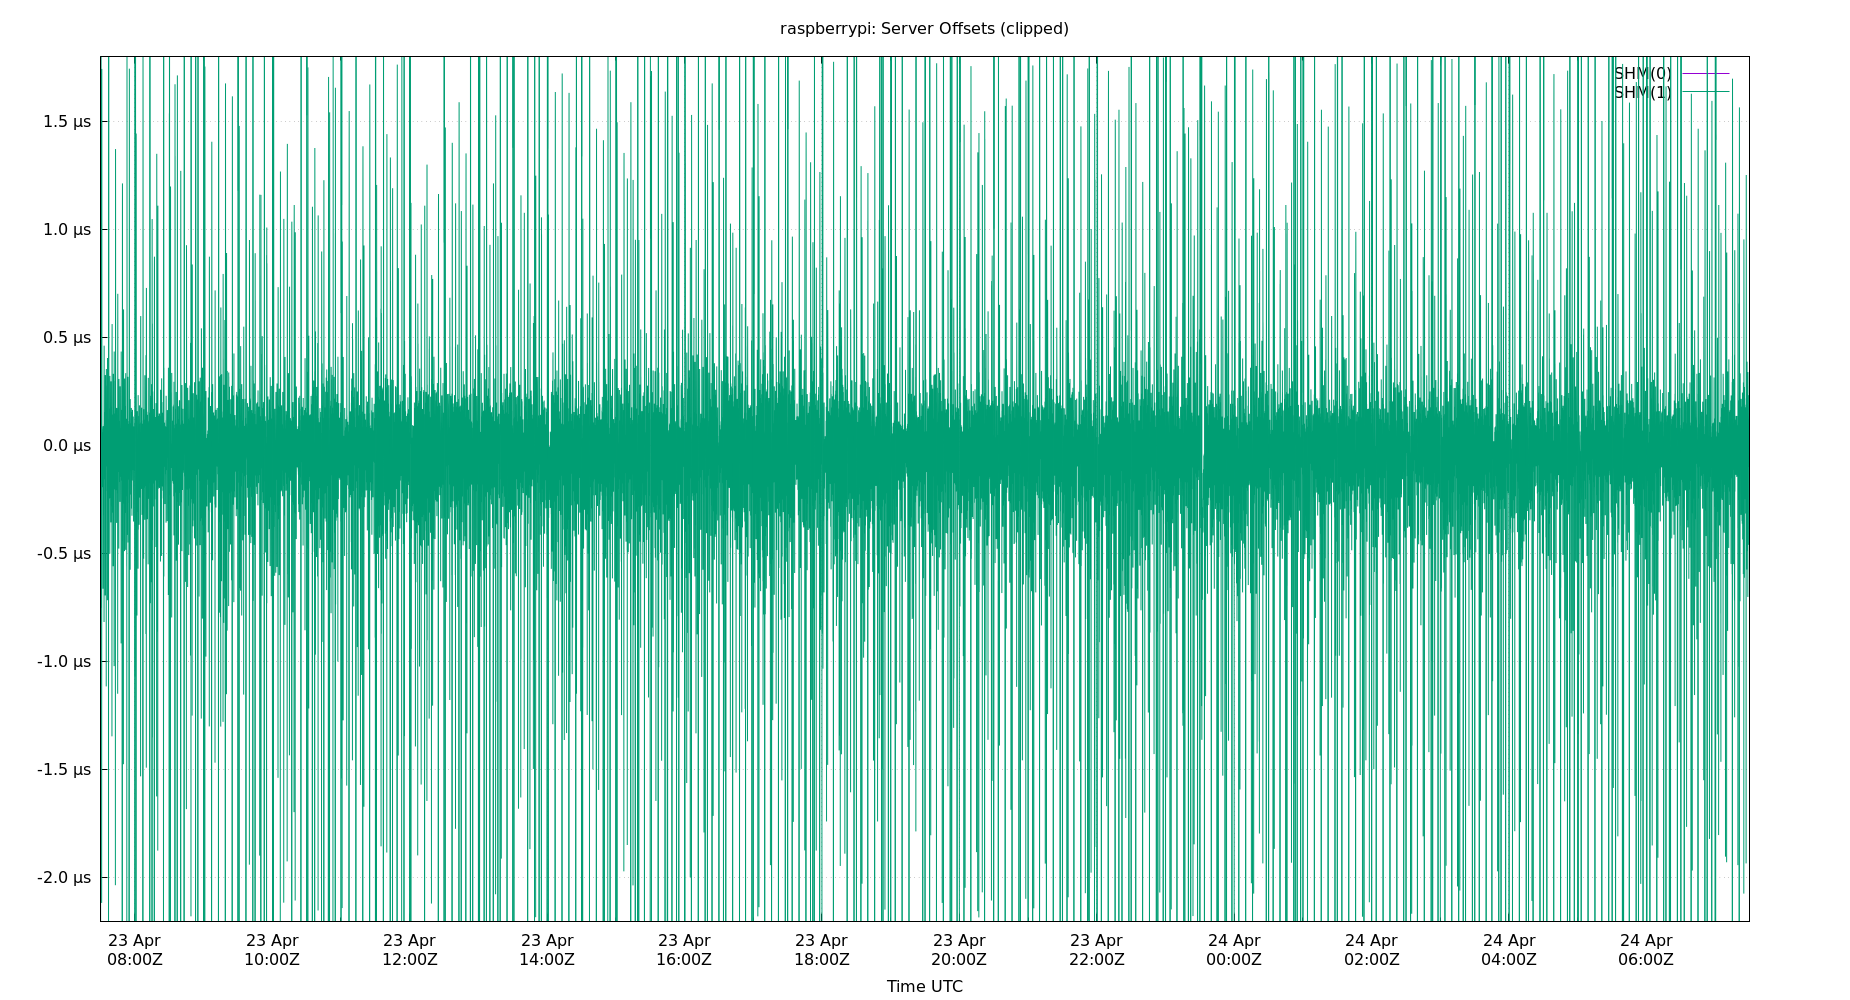 raspberrypi: Server Offsets (clipped)
SHM(0)
SHM(1)
1.5 µs
1.0 µs
0.5 µs
0.0 µs
-0.5 µs
-1.0 µs
-1.5 µs
-2.0 µs
23 Apr 23 Apr 23 Apr 23 Apr 23 Apr 23 Apr 23 Apr 23 Apr 24 Apr 24 Apr 24 Apr 24 Apr
08:00Z 10:00Z 12:00Z 14:00Z 16:00Z 18:00Z 20:00Z 22:00Z 00:00Z 02:00Z 04:00Z 06:00Z
Time UTC